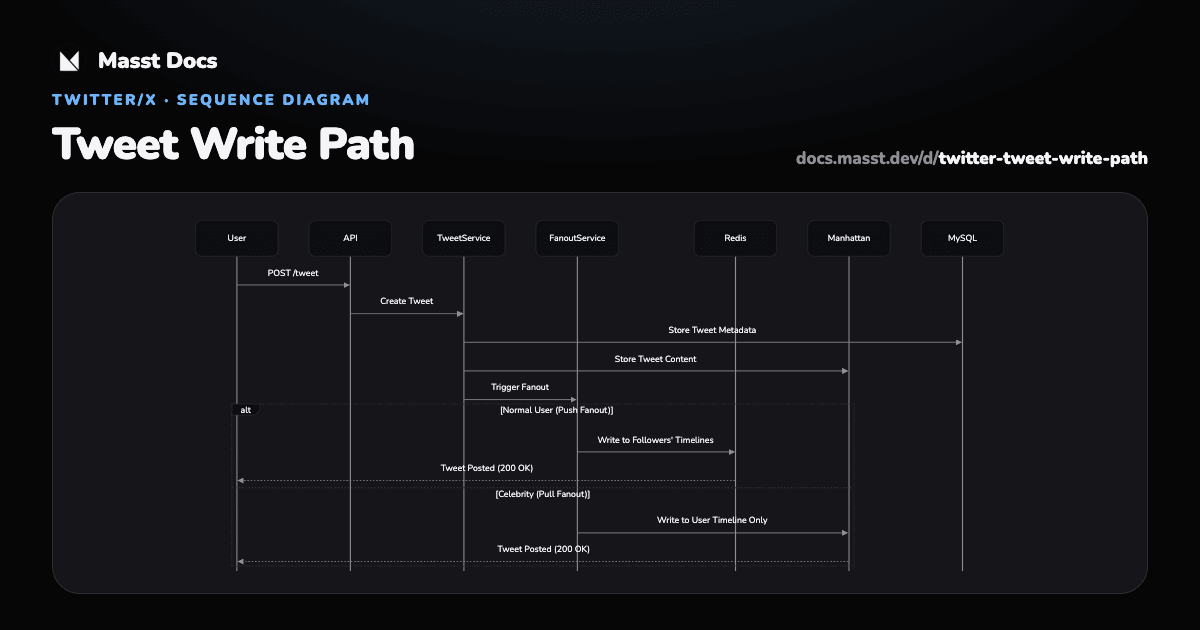 Masst Docs
TWITTER/X · SEQUENCE DIAGRAM
Tweet Write Path
docs.masst.dev/d/twitter-tweet-write-path
User
API
TweetService
FanoutService
Redis
Manhattan
MySQL
POST /tweet
Create Tweet
Store Tweet Metadata
Store Tweet Content
Trigger Fanout
alt
[Normal User (Push Fanout)]
Write to Followers' Timelines
Tweet Posted (200 OK)
[Celebrity (Pull Fanout)]
Write to User Timeline Only
Tweet Posted (200 OK)